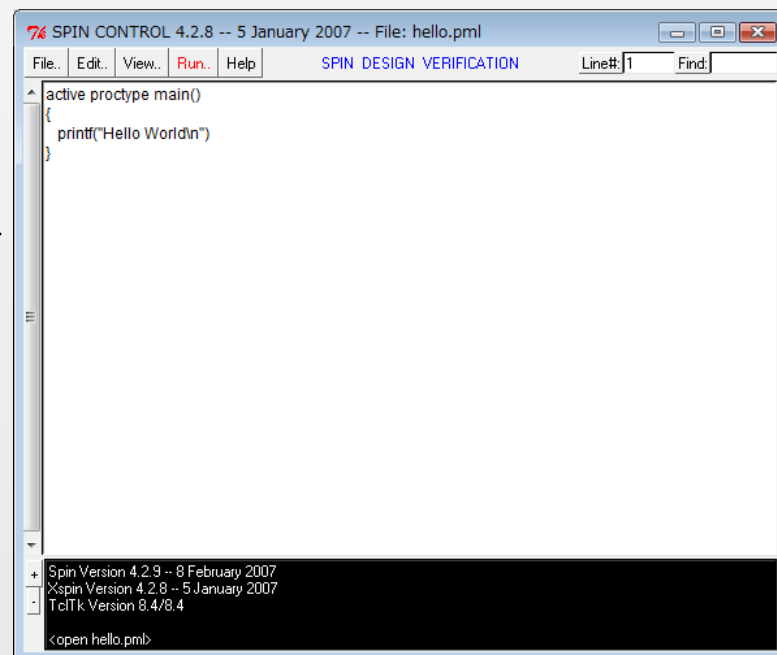 SPIN CONTROL 4.2.8 -- 5 January 2007 -- File: hello.pml
File.. Edit.. View.. Run.. Help SPIN DESIGN VERIFICATION Line#: 1 Find:
active proctype main()
{
printf("Hello World\n")
}
+ Spin Version 4.2.9 -- 8 February 2007
Xspin Version 4.2.8 -- 5 January 2007
- TclTk Version 8.4/8.4
<open hello.pml>